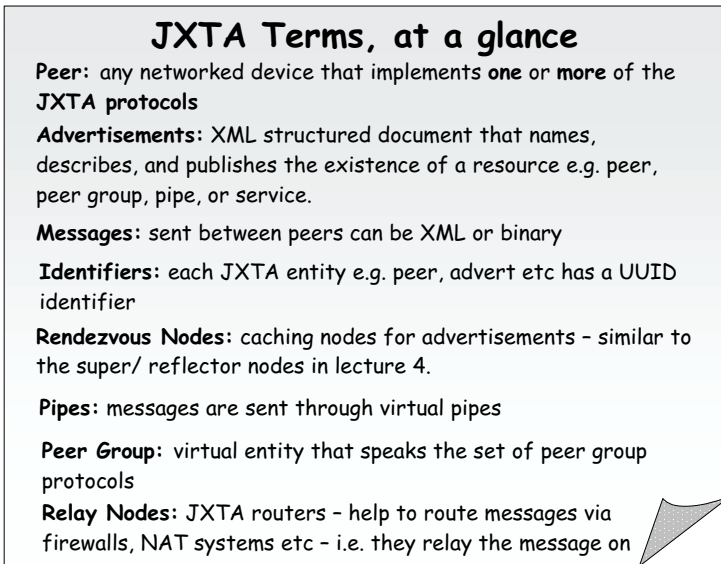 JXTA Terms, at a glance
Peer: any networked device that implements one or more of the
JXTA protocols
Advertisements: XML structured document that names,
describes, and publishes the existence of a resource e.g. peer,
peer group, pipe, or service.
Messages: sent between peers can be XML or binary
Identifiers: each JXTA entity e.g. peer, advert etc has a UUID
identifier
Rendezvous Nodes: caching nodes for advertisements – similar to
the super/ reflector nodes in lecture 4.
Pipes: messages are sent through virtual pipes
Peer Group: virtual entity that speaks the set of peer group
protocols
Relay Nodes: JXTA routers – help to route messages via
firewalls, NAT systems etc – i.e. they relay the message on